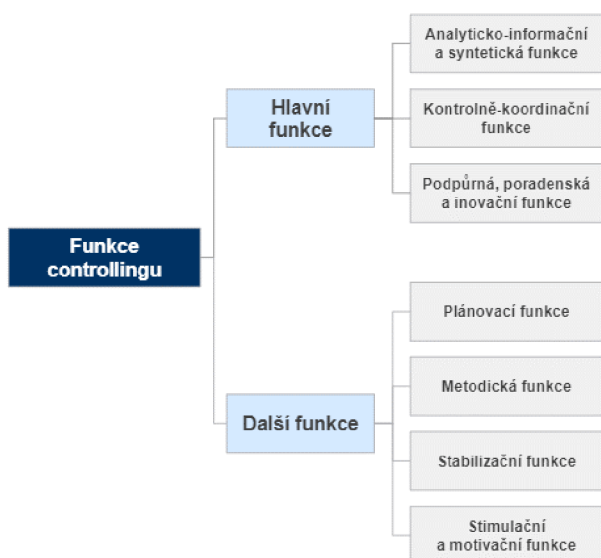 Funkce
controllingu
Hlavní
funkce
Analyticko-informační
a syntetická funkce
Kontrolně-koordinační
funkce
Podpůrná, poradenská
a inovační funkce
Další funkce
Plánovací funkce
Metodická funkce
Stabilizační funkce
Stimulační
a motivační funkce